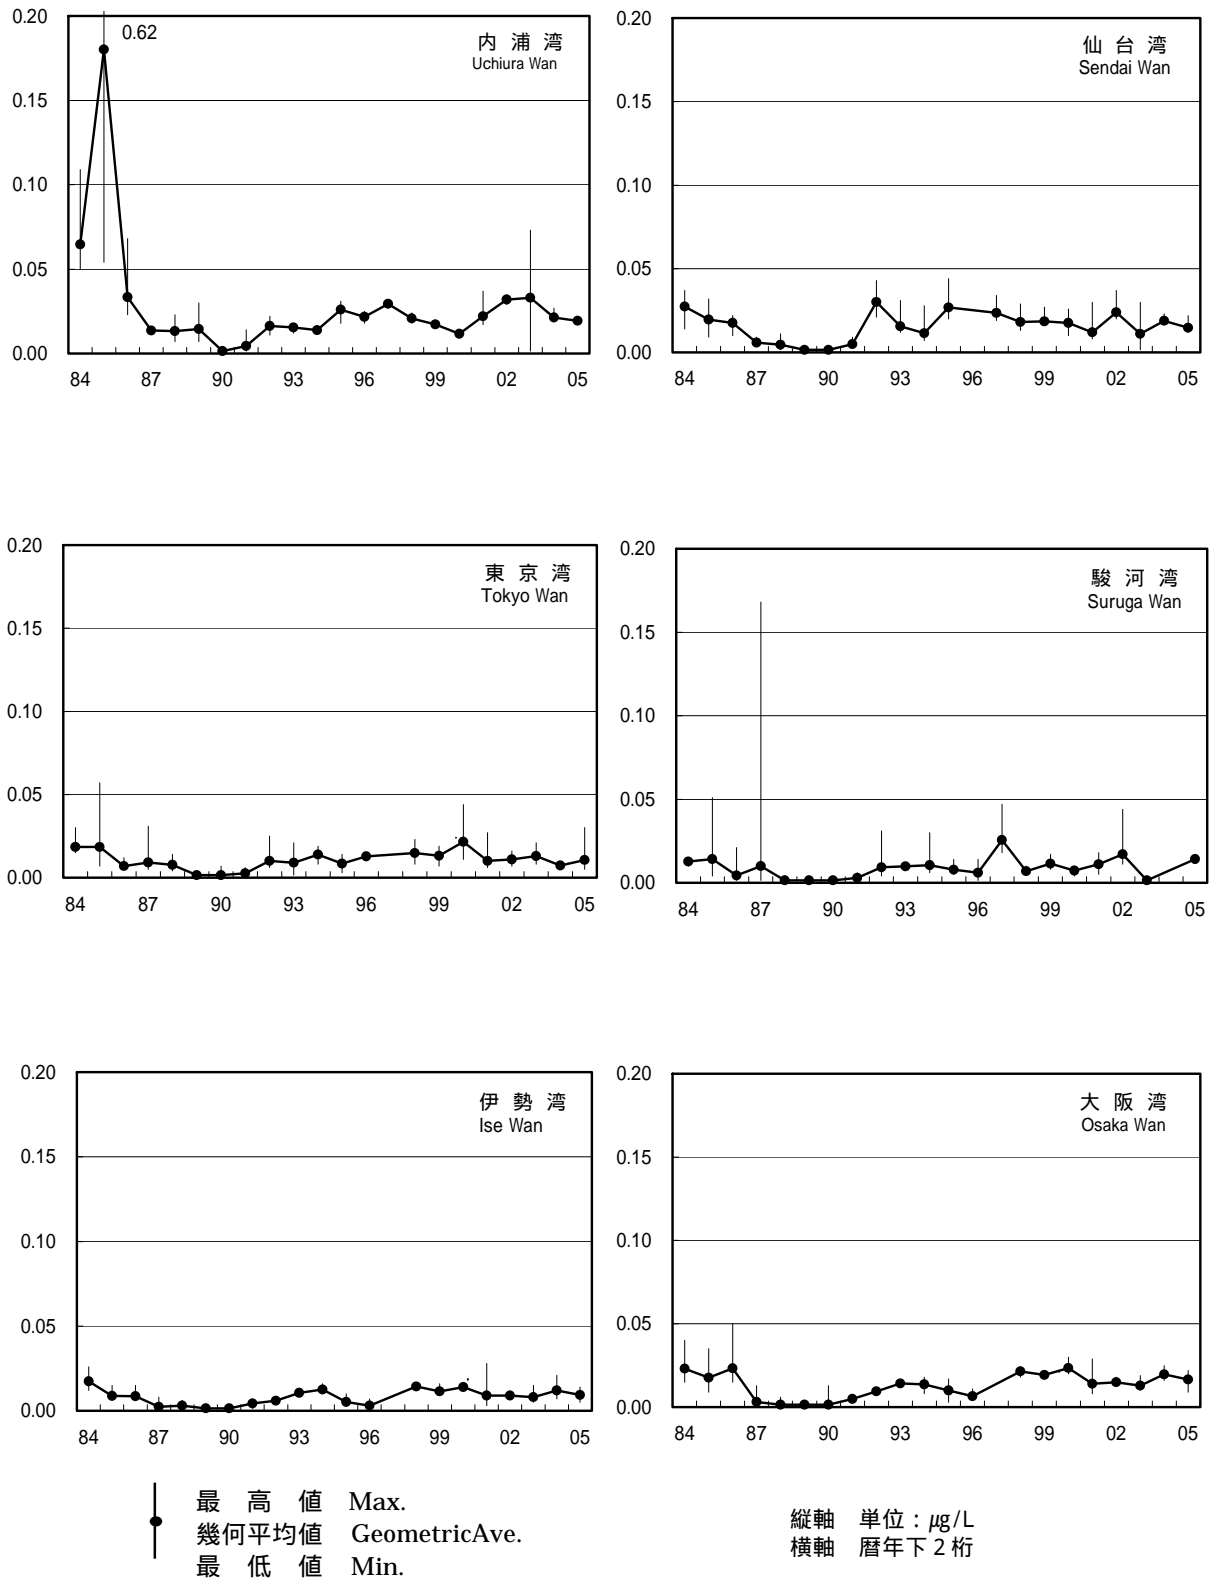 0.20
0.15
0.10
0.05
0.00
0.62
内 浦 湾
Uchiura Wan
84 87 90 93 96 99 02 05
0.20
0.15
0.10
0.05
0.00
仙 台 湾
Sendai Wan
84 87 90 93 96 99 02 05
0.20
0.15
0.10
0.05
0.00
東 京 湾
Tokyo Wan
84 87 90 93 96 99 02 05
0.20
0.15
0.10
0.05
0.00
駿 河 湾
Suruga Wan
84 87 90 93 96 99 02 05
0.20
0.15
0.10
0.05
0.00
伊 勢 湾
Ise Wan
84 87 90 93 96 99 02 05
0.20
0.15
0.10
0.05
0.00
大 阪 湾
Osaka Wan
84 87 90 93 96 99 02 05
最 高 値 Max.
幾何平均値 GeometricAve.
最 低 値 Min.
縦軸 単位：μg/L
横軸 暦年下２桁